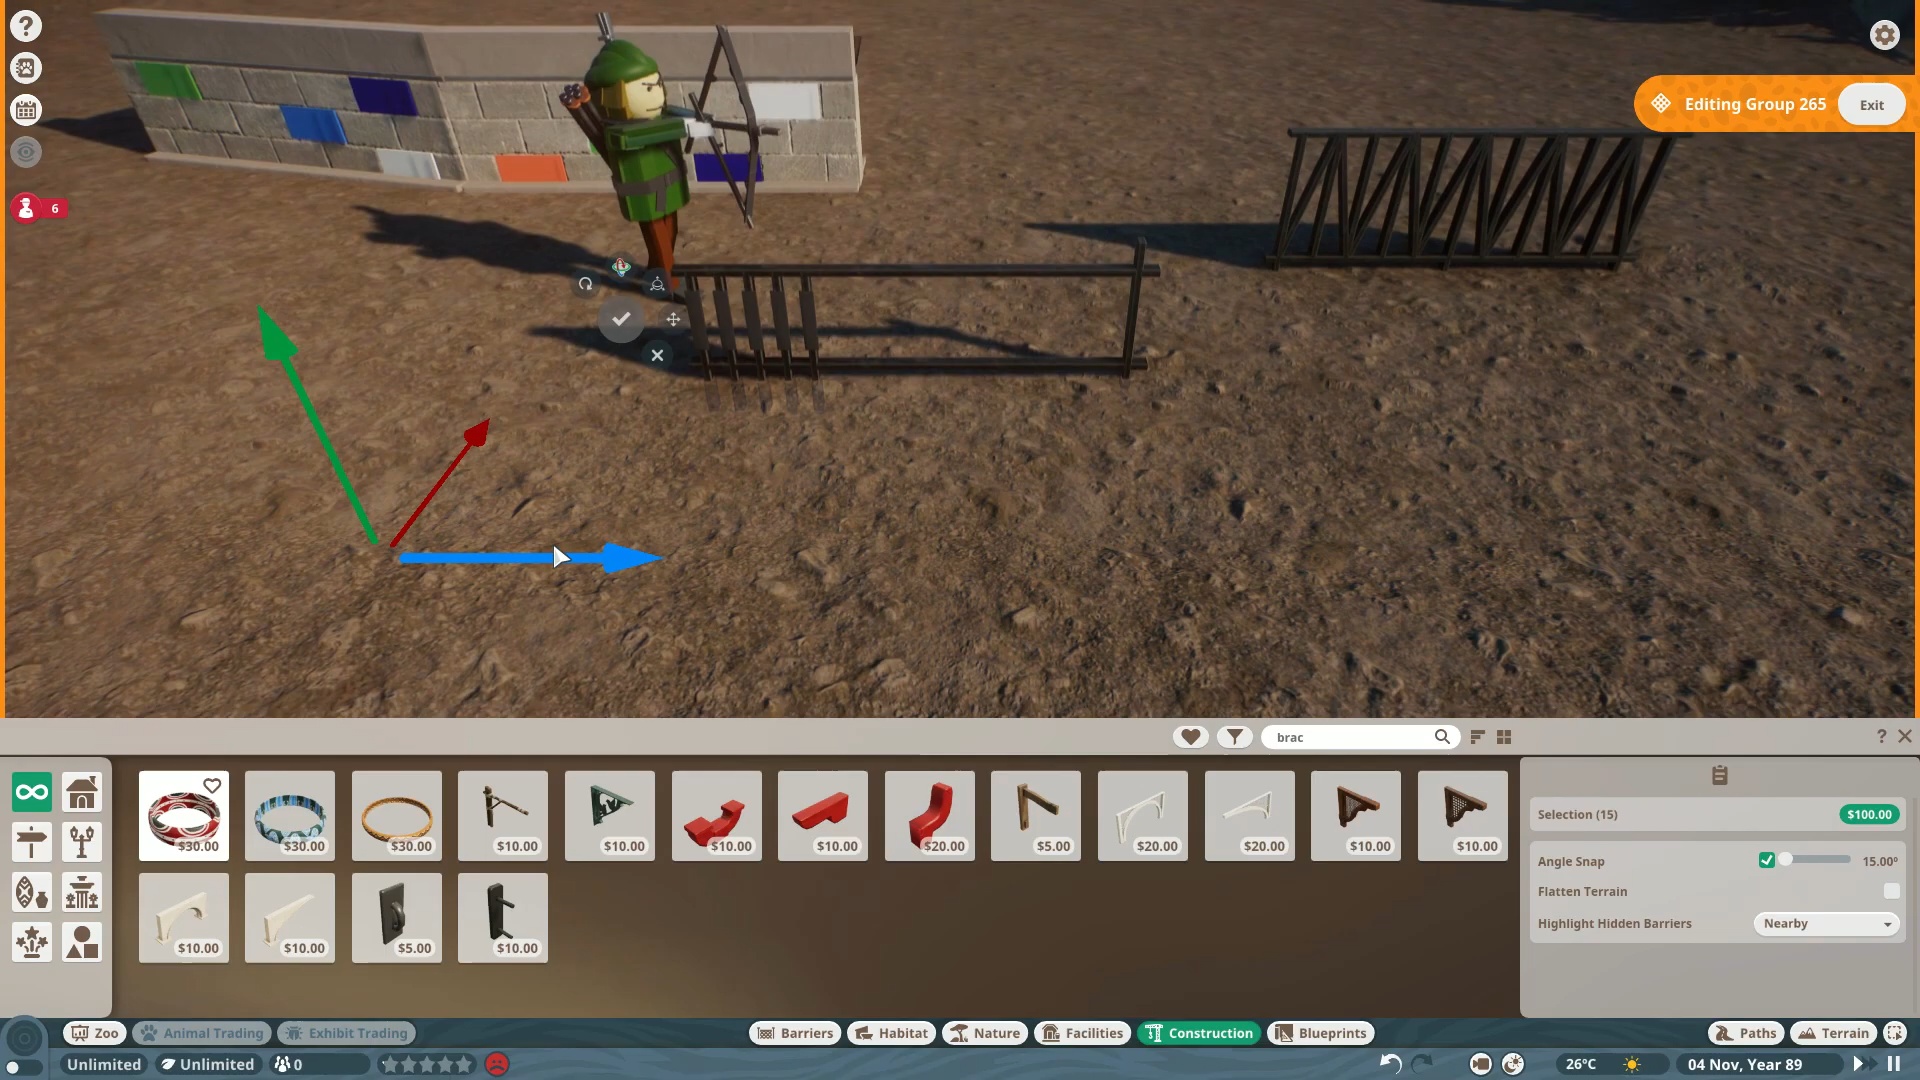 ?
Editing Group 265
Exit
6
brac
?
$30.00
$30.00
$30.00
$10.00
$10.00
$10.00
$10.00
$20.00
$5.00
$20.00
$20.00
$10.00
$10.00
$10.00
$10.00
$5.00
$10.00
Selection (15)
$100.00
Angle Snap
15.00°
Flatten Terrain
Highlight Hidden Barriers
Nearby
Zoo
Animal Trading
Exhibit Trading
Barriers
Habitat
Nature
Facilities
Construction
Blueprints
Paths
Terrain
Unlimited
Unlimited
0
26°C
04 Nov, Year 89